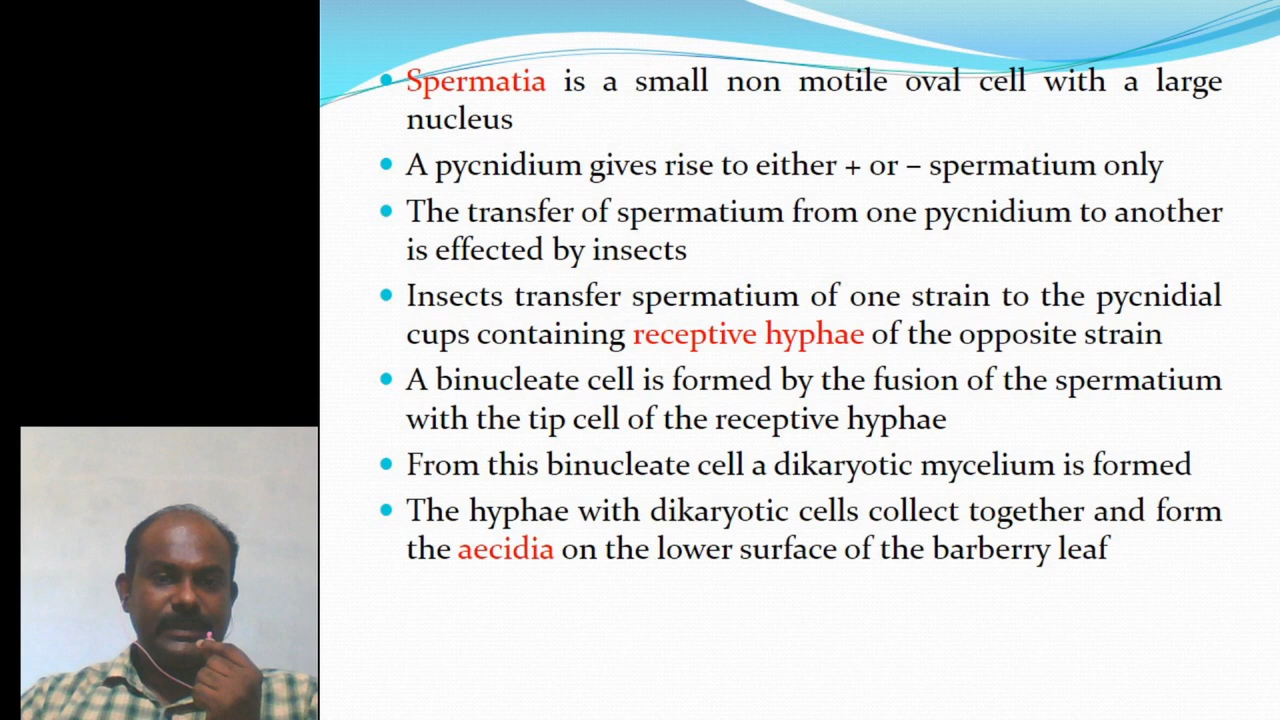 Spermatia is a small non motile oval cell with a large
nucleus
A pycnidium gives rise to either + or – spermatium only
The transfer of spermatium from one pycnidium to another
is effected by insects
Insects transfer spermatium of one strain to the pycnidial
cups containing receptive hyphae of the opposite strain
A binucleate cell is formed by the fusion of the spermatium
with the tip cell of the receptive hyphae
From this binucleate cell a dikaryotic mycelium is formed
The hyphae with dikaryotic cells collect together and form
the aecidia on the lower surface of the barberry leaf